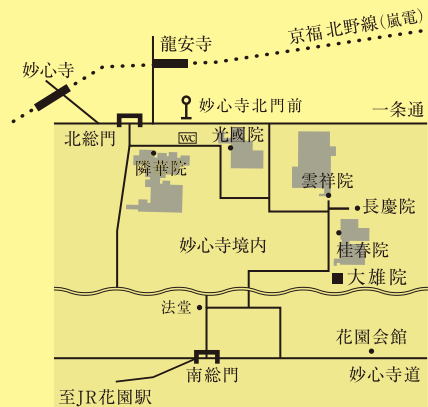 京福 北野線(嵐電)
龍安寺
妙心寺
妙心寺北門前
一条通
北総門
WC
光國院
隣華院
雲祥院
長慶院
妙心寺境内
桂春院
大雄院
法堂
花園会館
南総門
妙心寺道
至JR花園駅